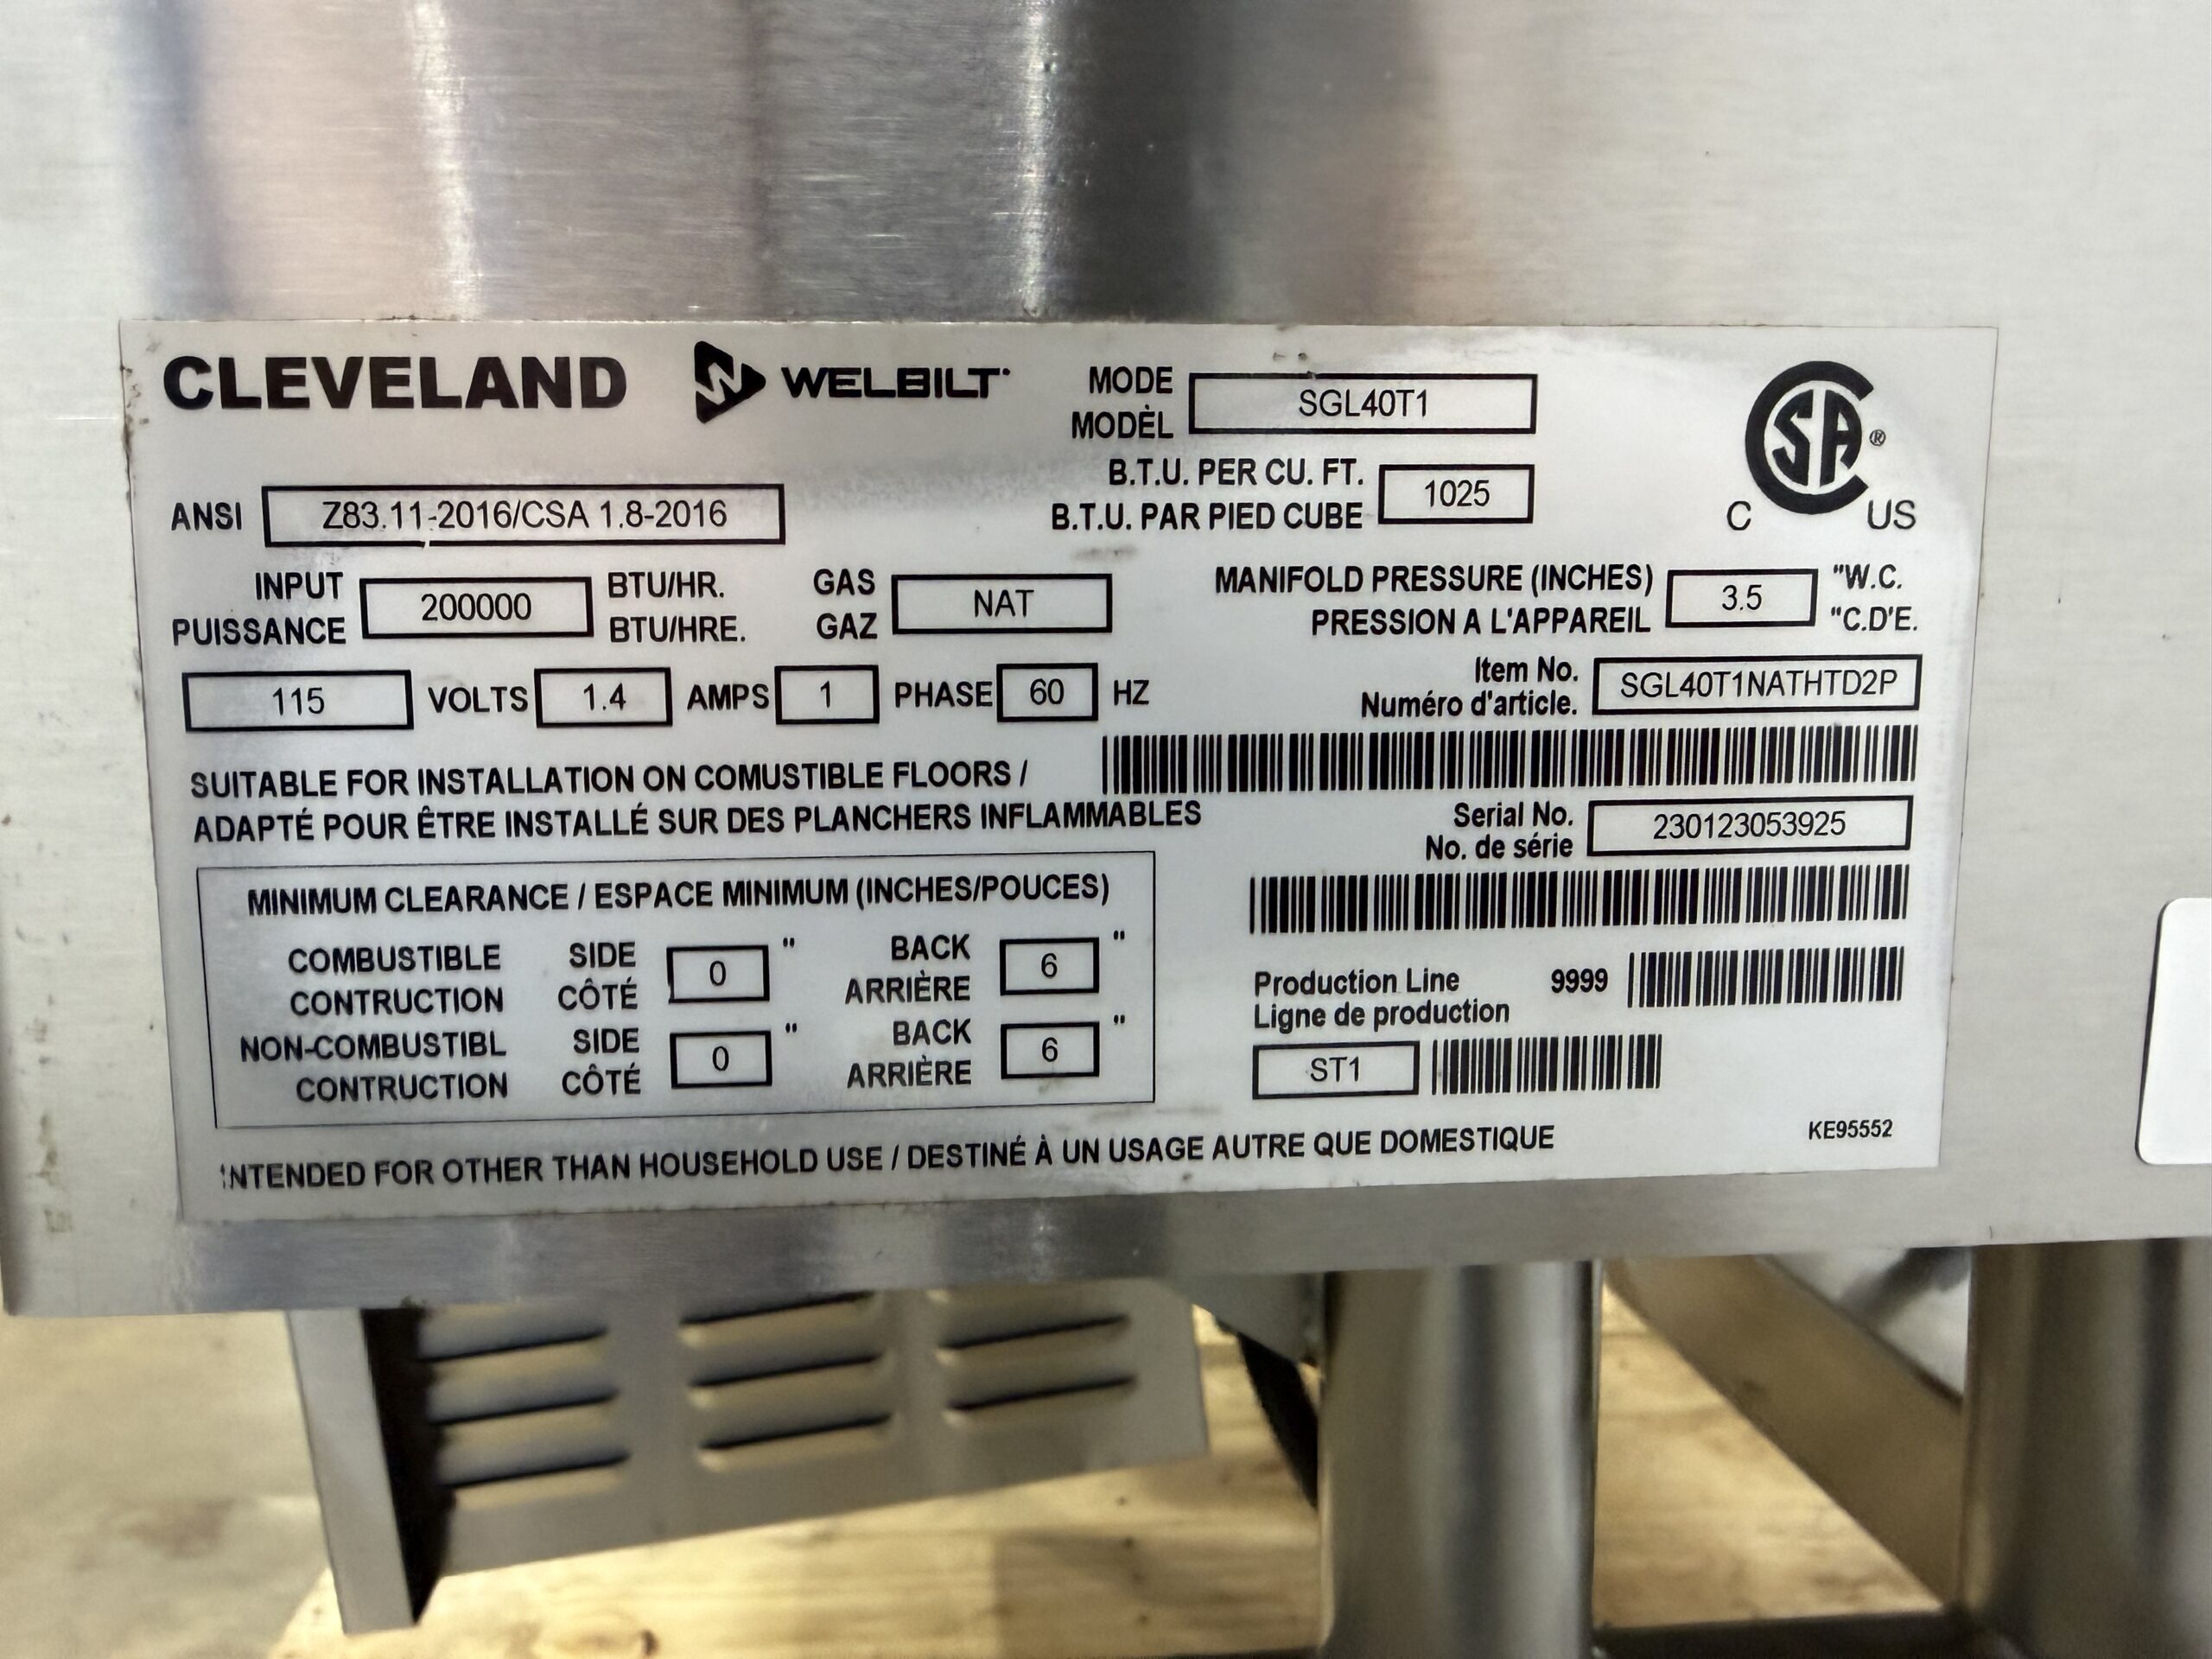 CLEVELAND WELBILT
MODE
MODÈL
SGL40T1
SA ®
C US
B.T.U. PER CU. FT.
B.T.U. PAR PIED CUBE
1025
ANSI Z83.11-2016/CSA 1.8-2016
INPUT
PUISSANCE
200000
BTU/HR.
BTU/HRE.
GAS
GAZ
NAT
MANIFOLD PRESSURE (INCHES)
PRESSION A L'APPAREIL
3.5
"W.C.
"C.D'E.
115 VOLTS 1.4 AMPS 1 PHASE 60 HZ
Item No.
Numéro d'article.
SGL40T1NATHTD2P
SUITABLE FOR INSTALLATION ON COMUSTIBLE FLOORS /
ADAPTÉ POUR ÊTRE INSTALLÉ SUR DES PLANCHERS INFLAMMABLES
Serial No.
No. de série
230123053925
MINIMUM CLEARANCE / ESPACE MINIMUM (INCHES/POUCES)
COMBUSTIBLE
CONTRUCTION
SIDE
CÔTÉ
0 "
BACK
ARRIÈRE
6 "
NON-COMBUSTIBL
CONTRUCTION
SIDE
CÔTÉ
0 "
BACK
ARRIÈRE
6 "
Production Line
Ligne de production
9999
ST1
KE95552
INTENDED FOR OTHER THAN HOUSEHOLD USE / DESTINÉ À UN USAGE AUTRE QUE DOMESTIQUE